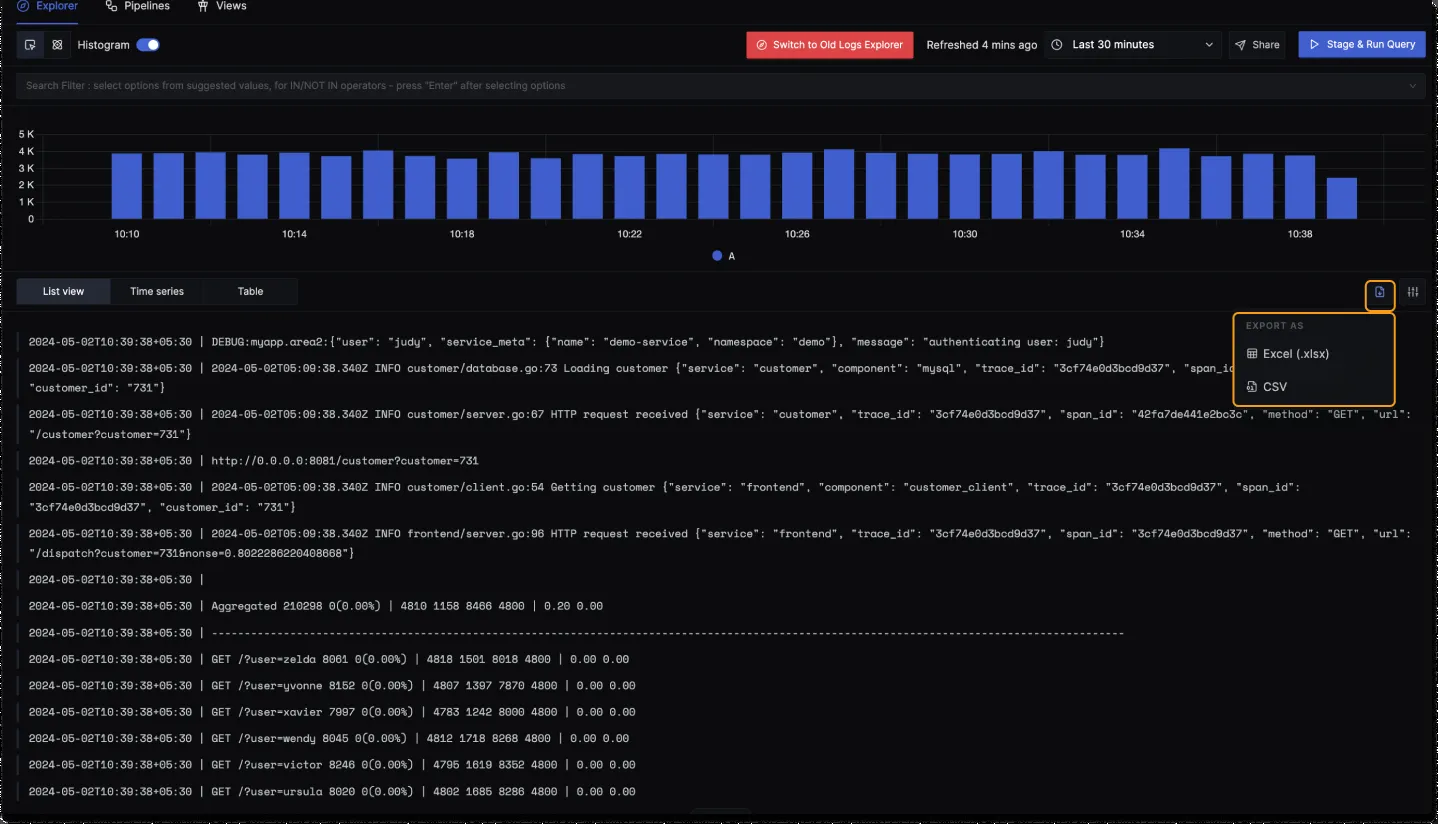 Explorer Pipelines Views
Histogram Switch to Old Logs Explorer Refreshed 4 mins ago Last 30 minutes Share Stage & Run Query
Search Filter : select options from suggested values, for IN/NOT IN operators - press "Enter" after selecting options
5 K
4 K
3 K
2 K
1 K
0
10:10 10:14 10:18 10:22 10:26 10:30 10:34 10:38
A
List view Time series Table
EXPORT AS
Excel (.xlsx)
CSV
2024-05-02T10:39:38+05:30 | DEBUG:myapp.area2:{"user": "judy", "service_meta": {"name": "demo-service", "namespace": "demo"}, "message": "authenticating user: judy"}
2024-05-02T10:39:38+05:30 | 2024-05-02T05:09:38.340Z INFO customer/database.go:73 Loading customer {"service": "customer", "component": "mysql", "trace_id": "3cf74e0d3bcd9d37", "span_id
"customer_id": "731"}
2024-05-02T10:39:38+05:30 | 2024-05-02T05:09:38.340Z INFO customer/server.go:67 HTTP request received {"service": "customer", "trace_id": "3cf74e0d3bcd9d37", "span_id": "42fa7de441e2bc3c", "method": "GET", "url":
"/customer?customer=731"}
2024-05-02T10:39:38+05:30 | http://0.0.0.0:8081/customer?customer=731
2024-05-02T10:39:38+05:30 | 2024-05-02T05:09:38.340Z INFO customer/client.go:54 Getting customer {"service": "frontend", "component": "customer_client", "trace_id": "3cf74e0d3bcd9d37", "span_id":
"3cf74e0d3bcd9d37", "customer_id": "731"}
2024-05-02T10:39:38+05:30 | 2024-05-02T05:09:38.340Z INFO frontend/server.go:96 HTTP request received {"service": "frontend", "trace_id": "3cf74e0d3bcd9d37", "span_id": "3cf74e0d3bcd9d37", "method": "GET", "url":
"/dispatch?customer=731&nonse=0.8022286220408668"}
2024-05-02T10:39:38+05:30 |
2024-05-02T10:39:38+05:30 | Aggregated 210298 0(0.00%) | 4810 1158 8466 4800 | 0.20 0.00
2024-05-02T10:39:38+05:30 | --------------------------------------------------------------------------------------------------------------------------------------------
2024-05-02T10:39:38+05:30 | GET /?user=zelda 8061 0(0.00%) | 4818 1501 8018 4800 | 0.00 0.00
2024-05-02T10:39:38+05:30 | GET /?user=yvonne 8152 0(0.00%) | 4807 1397 7870 4800 | 0.00 0.00
2024-05-02T10:39:38+05:30 | GET /?user=xavier 7997 0(0.00%) | 4783 1242 8000 4800 | 0.00 0.00
2024-05-02T10:39:38+05:30 | GET /?user=wendy 8045 0(0.00%) | 4812 1718 8268 4800 | 0.00 0.00
2024-05-02T10:39:38+05:30 | GET /?user=victor 8246 0(0.00%) | 4795 1619 8352 4800 | 0.00 0.00
2024-05-02T10:39:38+05:30 | GET /?user=ursula 8020 0(0.00%) | 4802 1685 8286 4800 | 0.00 0.00